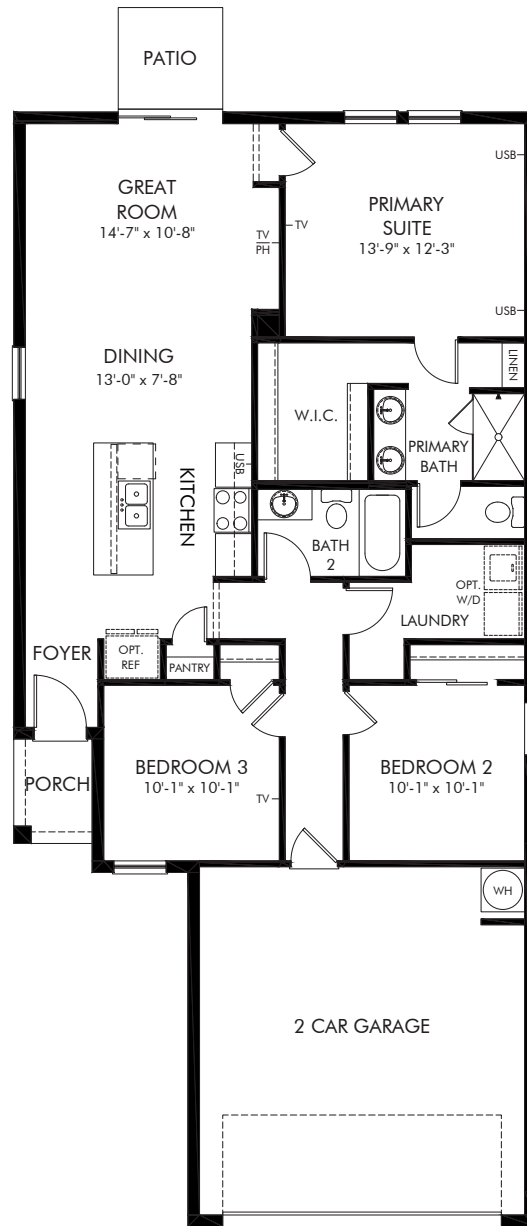 PATIO
GREAT
ROOM
14'-7" x 10'-8"
TV
PH
TV
PRIMARY
SUITE
13'-9" x 12'-3"
USB
USB
DINING
13'-0" x 7'-8"
W.I.C.
LINEN
PRIMARY
BATH
KITCHEN
USB
BATH
2
OPT.
W/D
LAUNDRY
FOYER
OPT.
REF
PANTRY
PORCH
BEDROOM 3
10'-1" x 10'-1"
TV
BEDROOM 2
10'-1" x 10'-1"
WH
2 CAR GARAGE